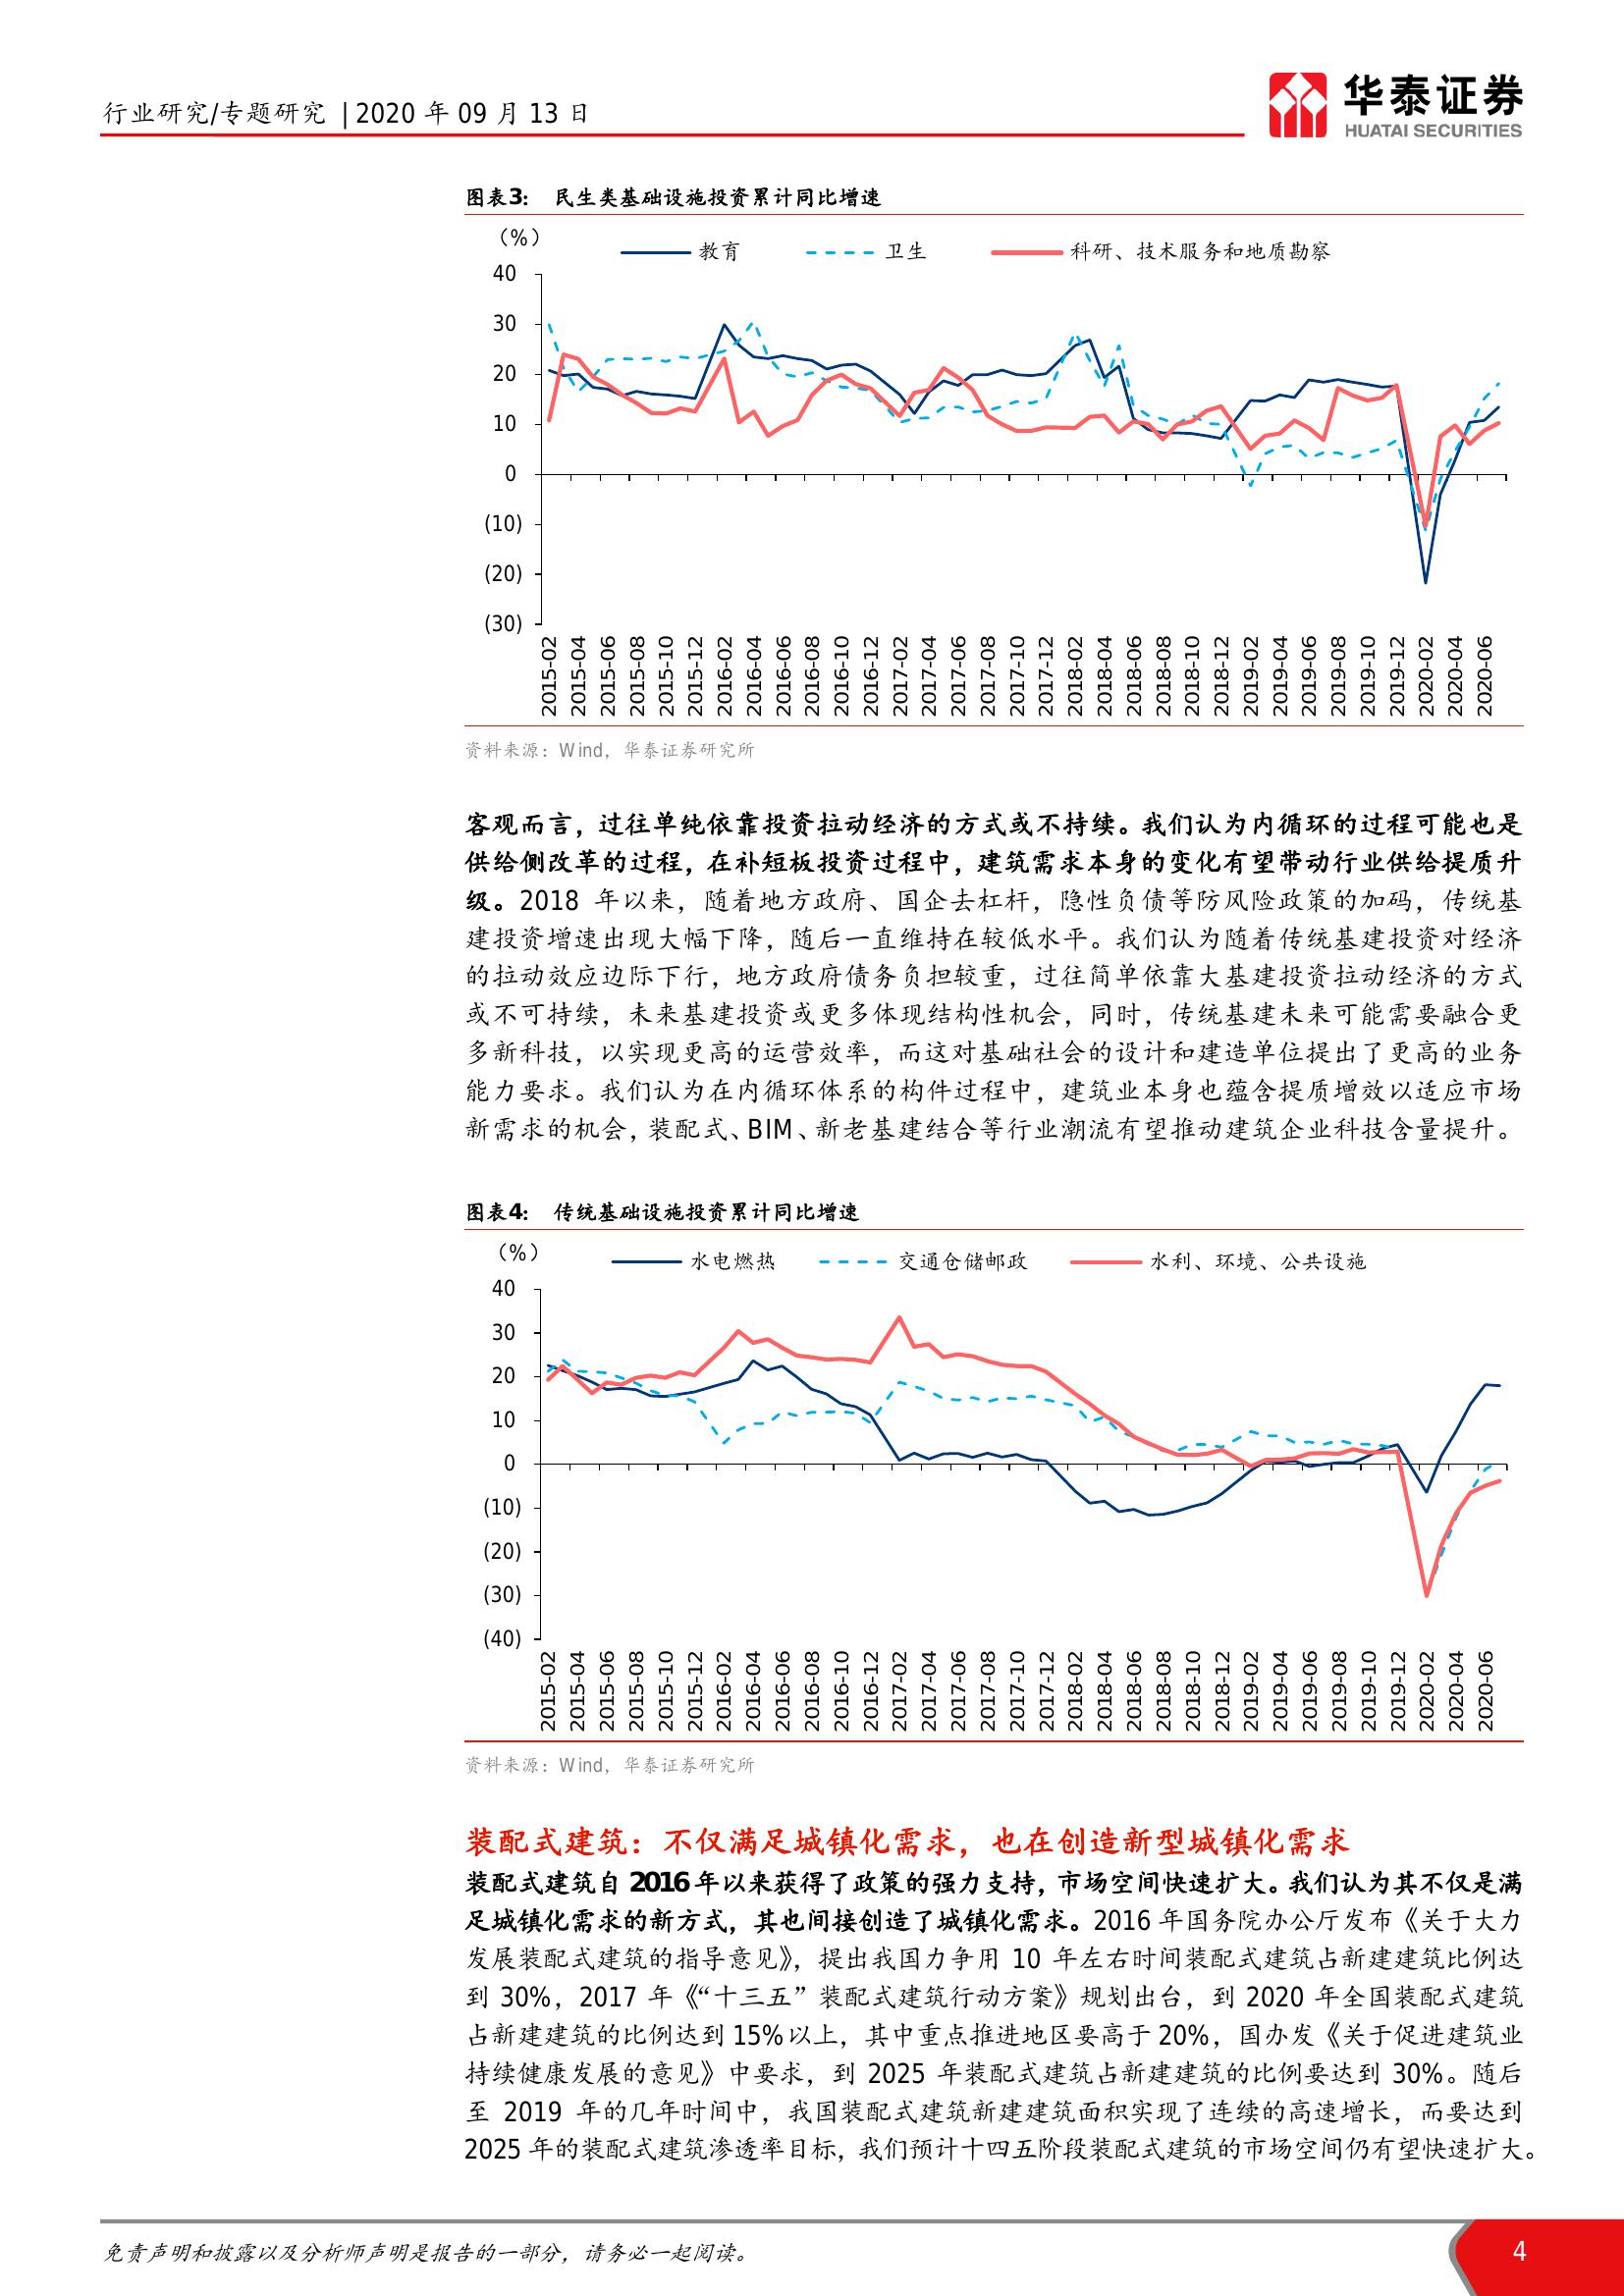 行业研究/专题研究 | 2020 年 09 月 13 日
华泰证券
HUATAI SECURITIES
图表3： 民生类基础设施投资累计同比增速
（%）
教育 卫生 科研、技术服务和地质勘察
40
30
20
10
0
(10)
(20)
(30)
2015-02 2015-04 2015-06 2015-08 2015-10 2015-12 2016-02 2016-04 2016-06 2016-08 2016-10 2016-12 2017-02 2017-04 2017-06 2017-08 2017-10 2017-12 2018-02 2018-04 2018-06 2018-08 2018-10 2018-12 2019-02 2019-04 2019-06 2019-08 2019-10 2019-12 2020-02 2020-04 2020-06
资料来源：Wind，华泰证券研究所
客观而言，过往单纯依靠投资拉动经济的方式或不持续。我们认为内循环的过程可能也是
供给侧改革的过程，在补短板投资过程中，建筑需求本身的变化有望带动行业供给提质升
级。2018 年以来，随着地方政府、国企去杠杆，隐性负债等防风险政策的加码，传统基
建投资增速出现大幅下降，随后一直维持在较低水平。我们认为随着传统基建投资对经济
的拉动效应边际下行，地方政府债务负担较重，过往简单依靠大基建投资拉动经济的方式
或不可持续，未来基建投资或更多体现结构性机会，同时，传统基建未来可能需要融合更
多新科技，以实现更高的运营效率，而这对基础社会的设计和建造单位提出了更高的业务
能力要求。我们认为在内循环体系的构件过程中，建筑业本身也蕴含提质增效以适应市场
新需求的机会，装配式、BIM、新老基建结合等行业潮流有望推动建筑企业科技含量提升。
图表4： 传统基础设施投资累计同比增速
（%）
水电燃热 交通仓储邮政 水利、环境、公共设施
40
30
20
10
0
(10)
(20)
(30)
(40)
2015-02 2015-04 2015-06 2015-08 2015-10 2015-12 2016-02 2016-04 2016-06 2016-08 2016-10 2016-12 2017-02 2017-04 2017-06 2017-08 2017-10 2017-12 2018-02 2018-04 2018-06 2018-08 2018-10 2018-12 2019-02 2019-04 2019-06 2019-08 2019-10 2019-12 2020-02 2020-04 2020-06
资料来源：Wind，华泰证券研究所
装配式建筑：不仅满足城镇化需求，也在创造新型城镇化需求
装配式建筑自 2016 年以来获得了政策的强力支持，市场空间快速扩大。我们认为其不仅是满
足城镇化需求的新方式，其也间接创造了城镇化需求。2016 年国务院办公厅发布《关于大力
发展装配式建筑的指导意见》，提出我国力争用 10 年左右时间装配式建筑占新建建筑比例达
到 30%，2017 年《“十三五”装配式建筑行动方案》规划出台，到 2020 年全国装配式建筑
占新建建筑的比例达到 15%以上，其中重点推进地区要高于 20%，国办发《关于促进建筑业
持续健康发展的意见》中要求，到 2025 年装配式建筑占新建建筑的比例要达到 30%。随后
至 2019 年的几年时间中，我国装配式建筑新建建筑面积实现了连续的高速增长，而要达到
2025 年的装配式建筑渗透率目标，我们预计十四五阶段装配式建筑的市场空间仍有望快速扩大。
免责声明和披露以及分析师声明是报告的一部分，请务必一起阅读。
4